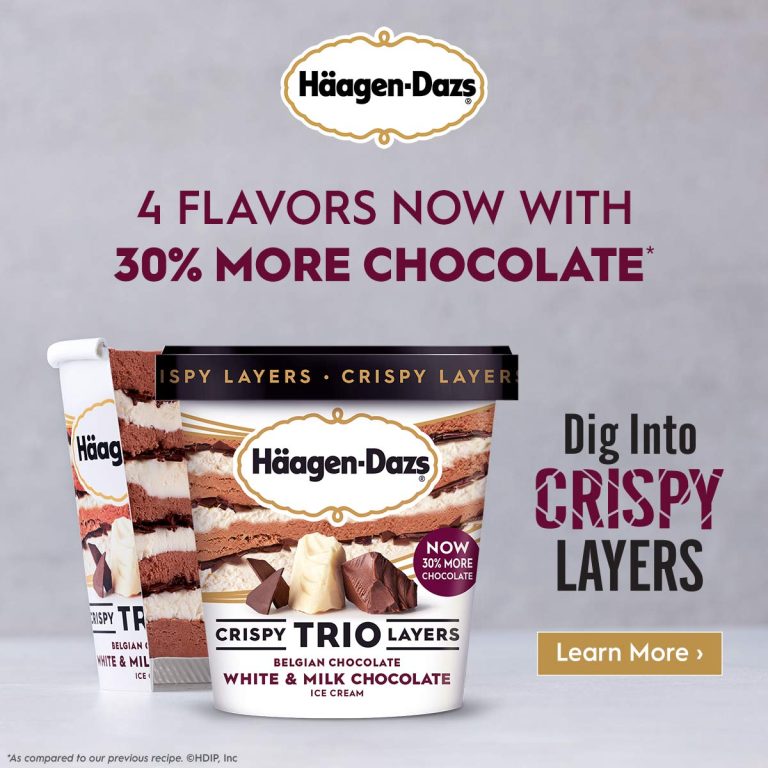 Häagen-Dazs®
4 FLAVORS NOW WITH
30% MORE CHOCOLATE*
ISPY LAYERS · CRISPY LAYERS
Häag
Häagen-Dazs®
NOW
30% MORE
CHOCOLATE
CRISPY TRIO LAYERS
BELGIAN CHOCOLATE
WHITE & MILK CHOCOLATE
ICE CREAM
CRISPY TR
BELGIAN C
WHITE & MIL
ICE C
Dig Into
CRISPY
LAYERS
Learn More ›
*As compared to our previous recipe. ©HDIP, Inc